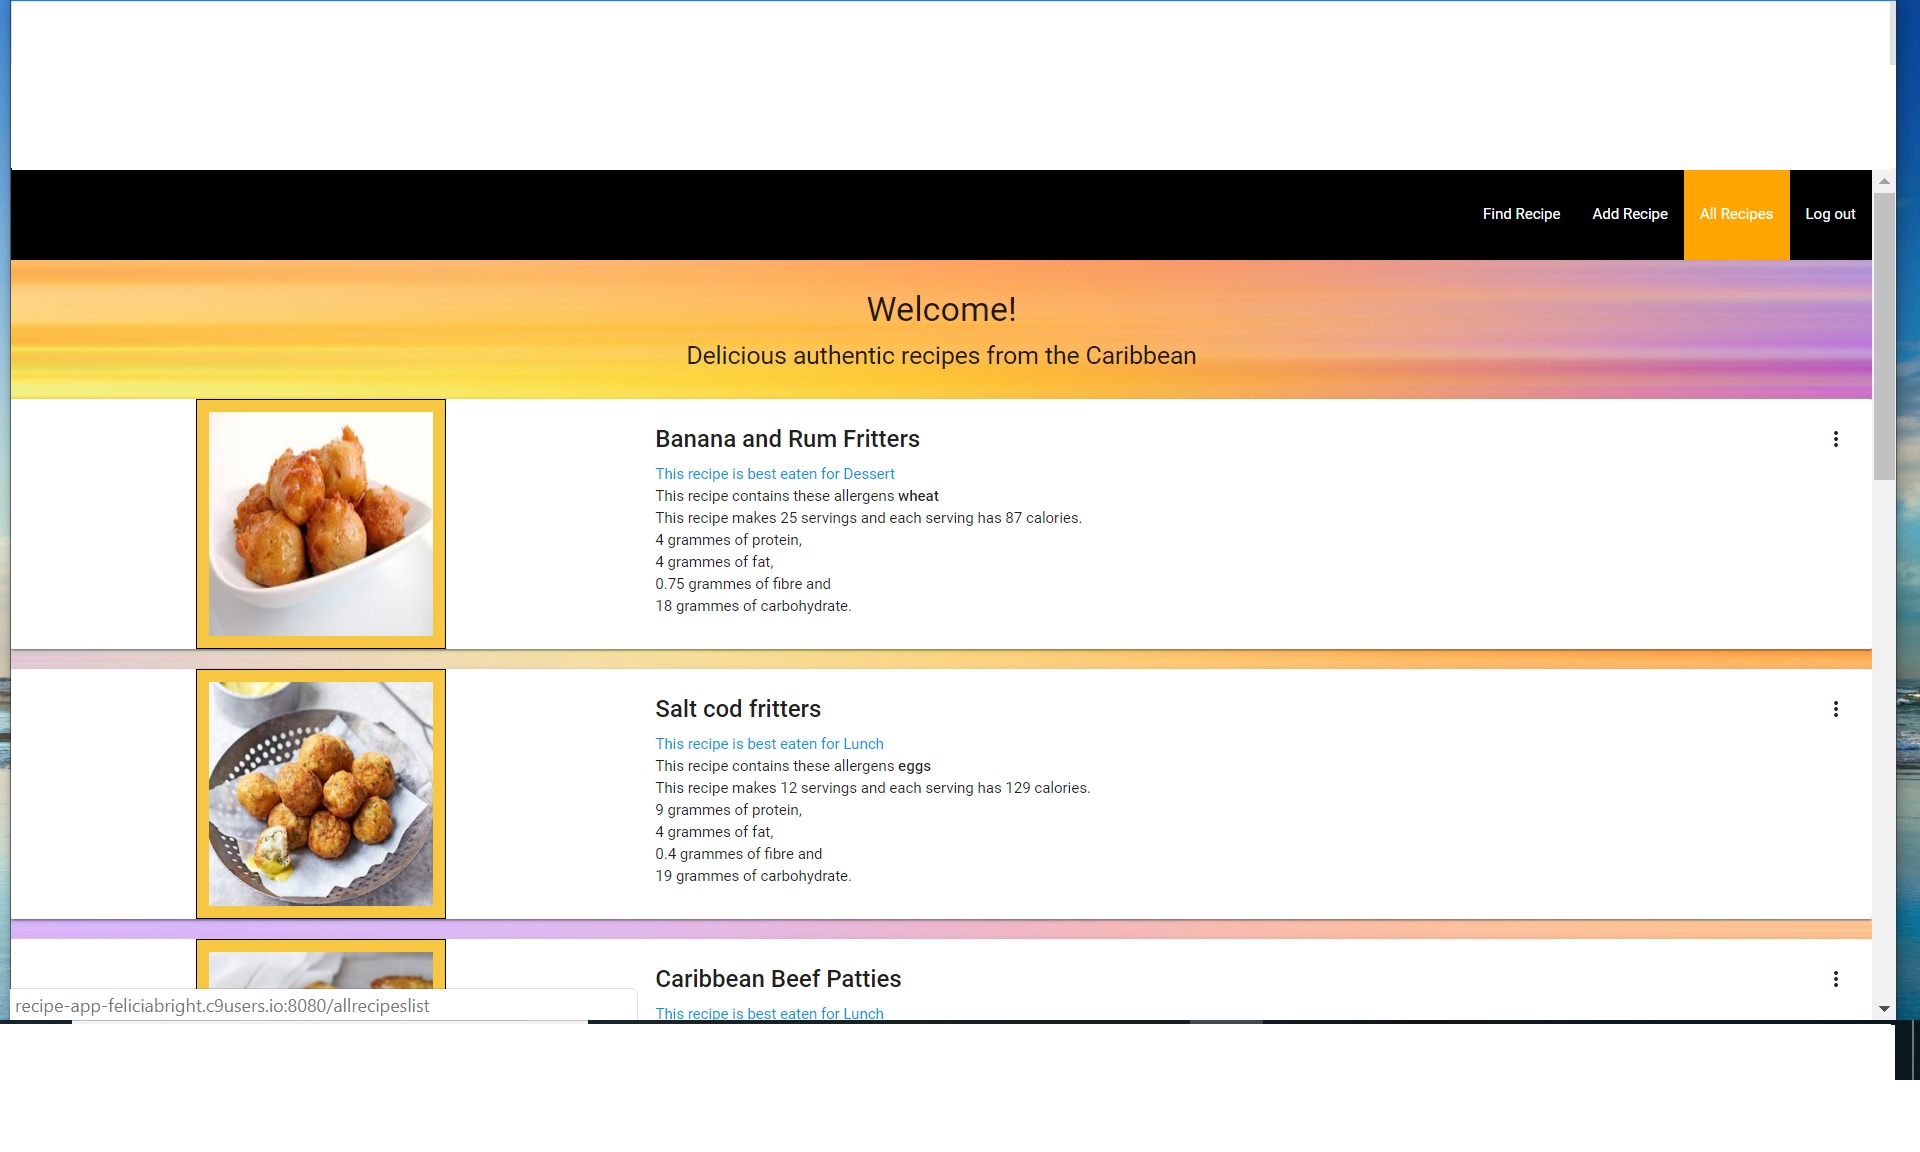 Find Recipe Add Recipe All Recipes Log out
Welcome!
Delicious authentic recipes from the Caribbean
Banana and Rum Fritters
This recipe is best eaten for Dessert
This recipe contains these allergens wheat
This recipe makes 25 servings and each serving has 87 calories.
4 grammes of protein,
4 grammes of fat,
0.75 grammes of fibre and
18 grammes of carbohydrate.
Salt cod fritters
This recipe is best eaten for Lunch
This recipe contains these allergens eggs
This recipe makes 12 servings and each serving has 129 calories.
9 grammes of protein,
4 grammes of fat,
0.4 grammes of fibre and
19 grammes of carbohydrate.
Caribbean Beef Patties
This recipe is best eaten for Lunch
recipe-app-feliciabright.c9users.io:8080/allrecipeslist